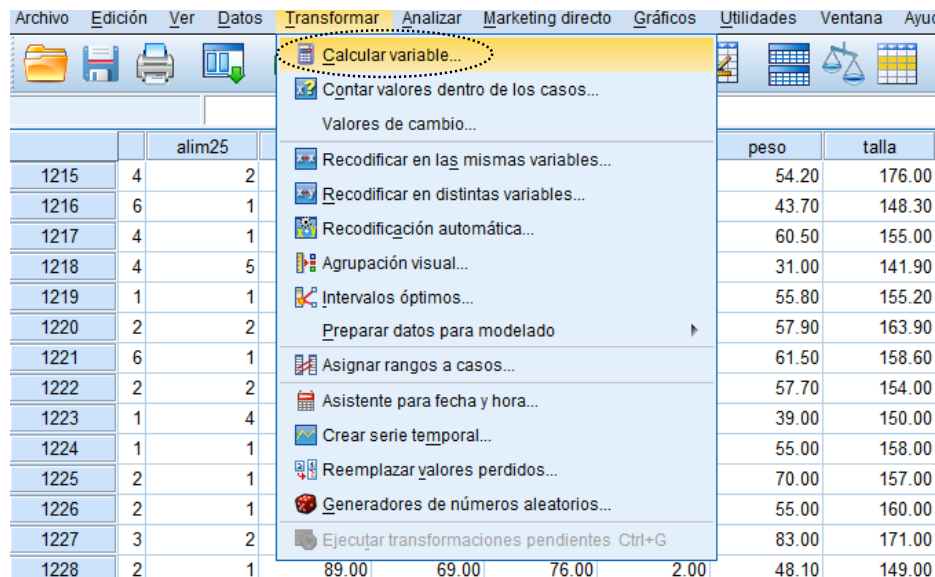 Archivo Edición Ver Datos Transformar Analizar Marketing directo Gráficos Utilidades Ventana
Calcular variable...
Contar valores dentro de los casos...
Valores de cambio...
Recodificar en las mismas variables...
Recodificar en distintas variables...
Recodificación automática...
Agrupación visual...
Intervalos óptimos...
Preparar datos para modelado
Asignar rangos a casos...
Asistente para fecha y hora...
Crear serie temporal...
Reemplazar valores perdidos...
Generadores de números aleatorios...
Ejecutar transformaciones pendientes Ctrl+G
alim25 peso talla
1215 4 2 54.20 176.00
1216 6 1 43.70 148.30
1217 4 1 60.50 155.00
1218 4 5 31.00 141.90
1219 1 1 55.80 155.20
1220 2 2 57.90 163.90
1221 6 1 61.50 158.60
1222 2 2 57.70 154.00
1223 1 4 39.00 150.00
1224 1 1 55.00 158.00
1225 2 1 70.00 157.00
1226 2 1 55.00 160.00
1227 3 2 83.00 171.00
1228 2 1 89.00 69.00 76.00 2.00 48.10 149.00